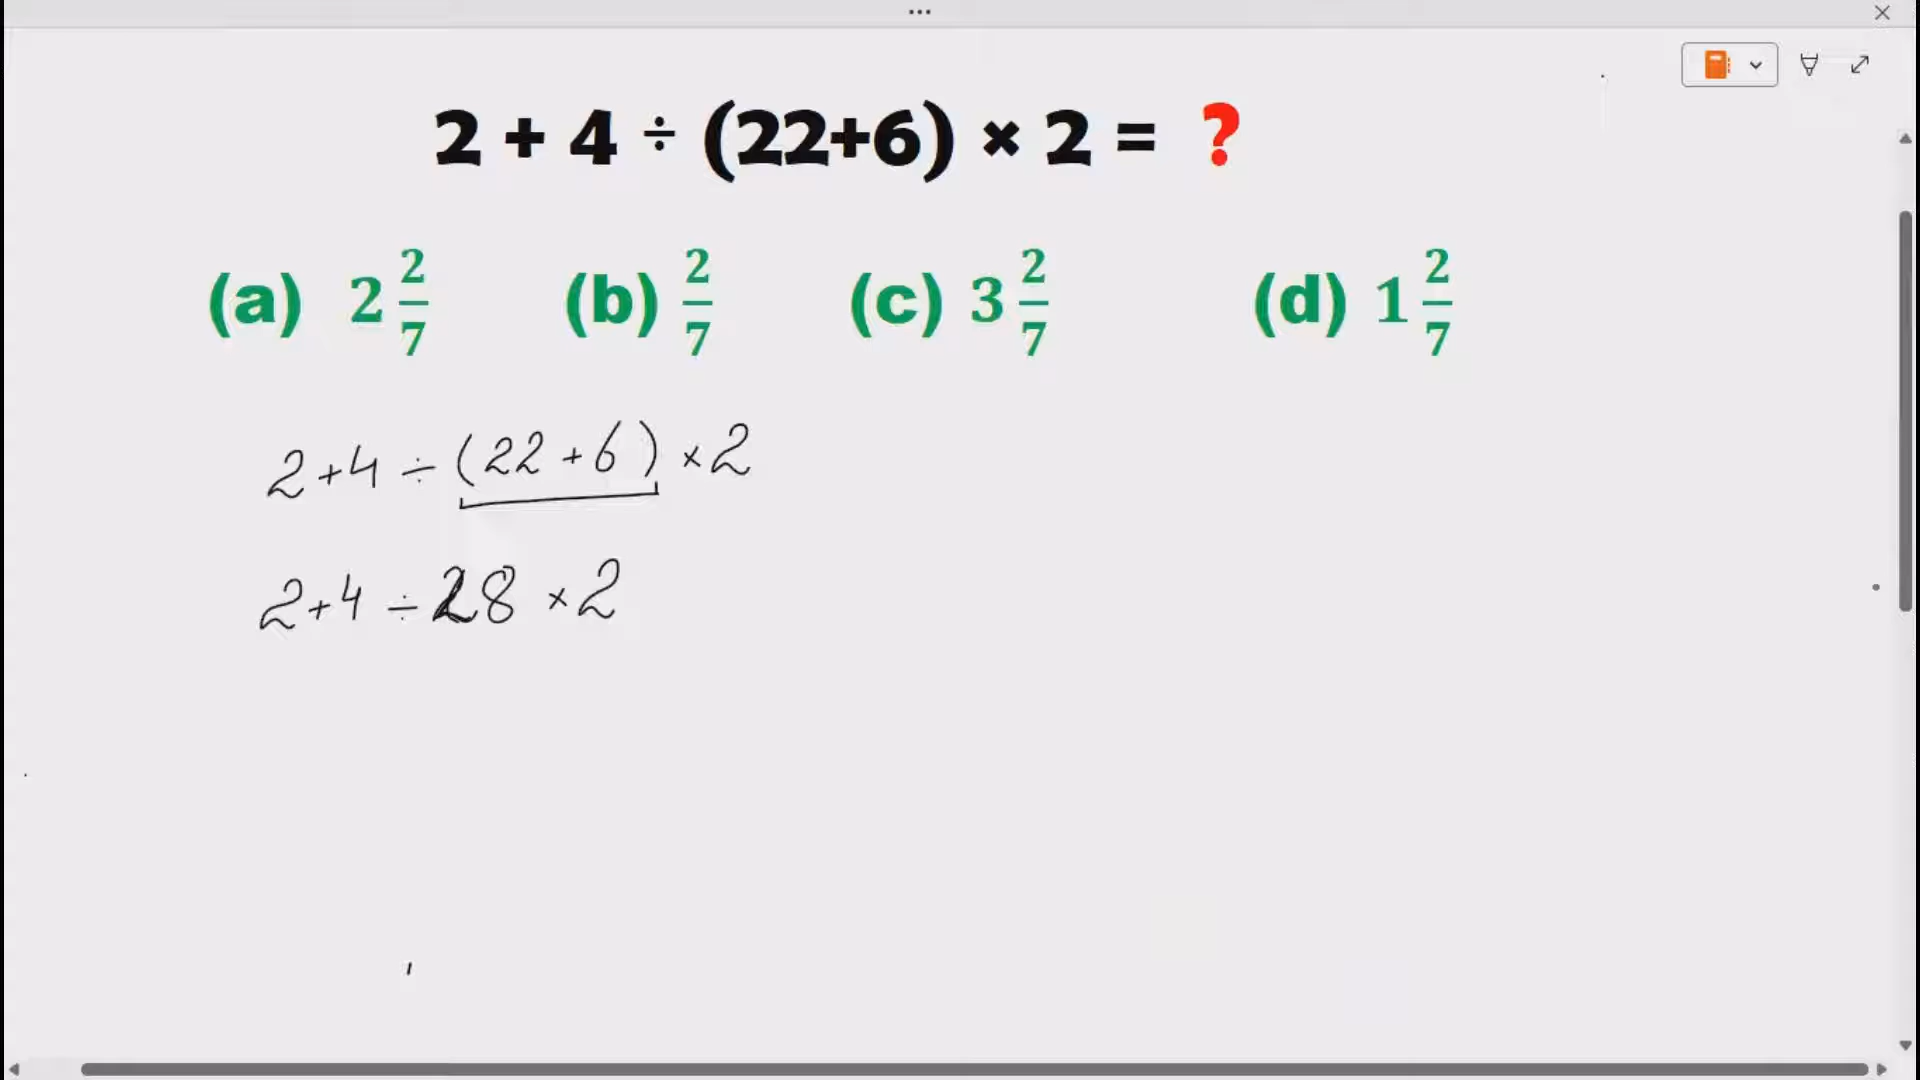 2 + 4 ÷ (22+6) × 2 = ?
(a) 2 2/7 (b) 2/7 (c) 3 2/7 (d) 1 2/7
2+4 ÷ (22+6) ×2
2+4 ÷ 28 ×2